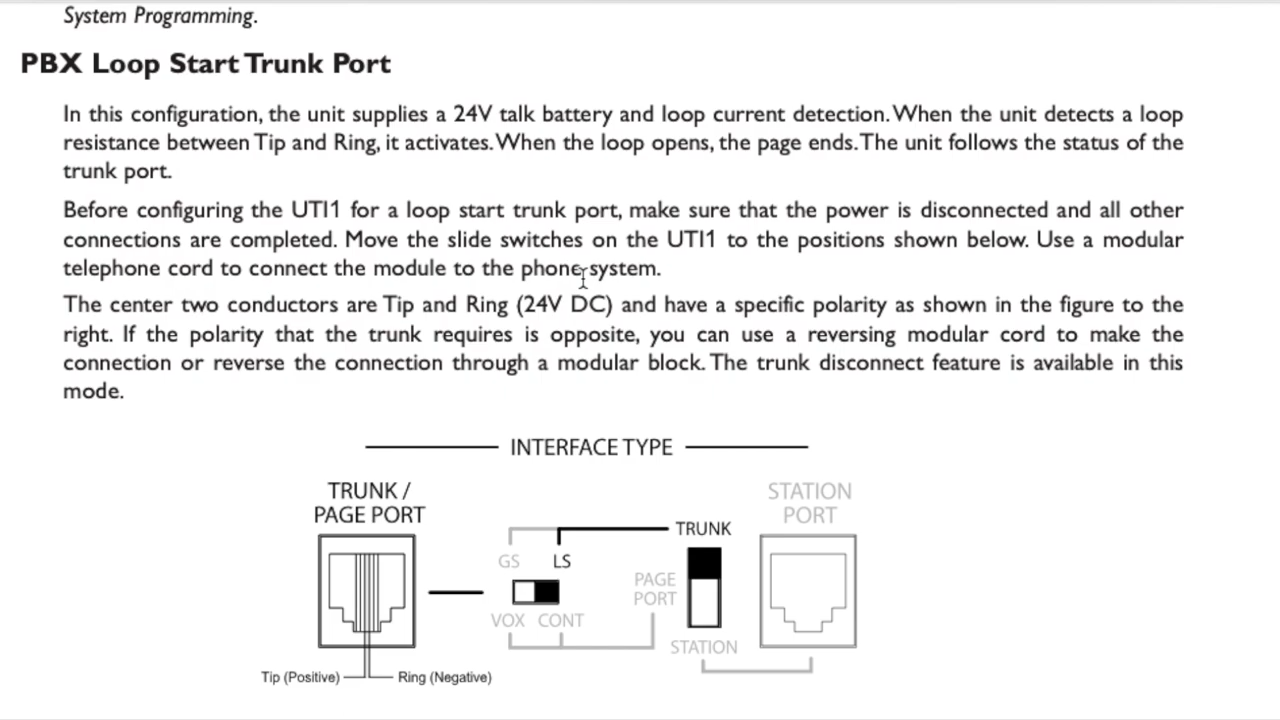 System Programming.
PBX Loop Start Trunk Port
In this configuration, the unit supplies a 24V talk battery and loop current detection. When the unit detects a loop
resistance between Tip and Ring, it activates. When the loop opens, the page ends. The unit follows the status of the
trunk port.
Before configuring the UTI1 for a loop start trunk port, make sure that the power is disconnected and all other
connections are completed. Move the slide switches on the UTI1 to the positions shown below. Use a modular
telephone cord to connect the module to the phone system.
The center two conductors are Tip and Ring (24V DC) and have a specific polarity as shown in the figure to the
right. If the polarity that the trunk requires is opposite, you can use a reversing modular cord to make the
connection or reverse the connection through a modular block. The trunk disconnect feature is available in this
mode.
INTERFACE TYPE
TRUNK /
PAGE PORT
STATION
PORT
TRUNK
GS
LS
PAGE
PORT
VOX
CONT
STATION
Tip (Positive)
Ring (Negative)